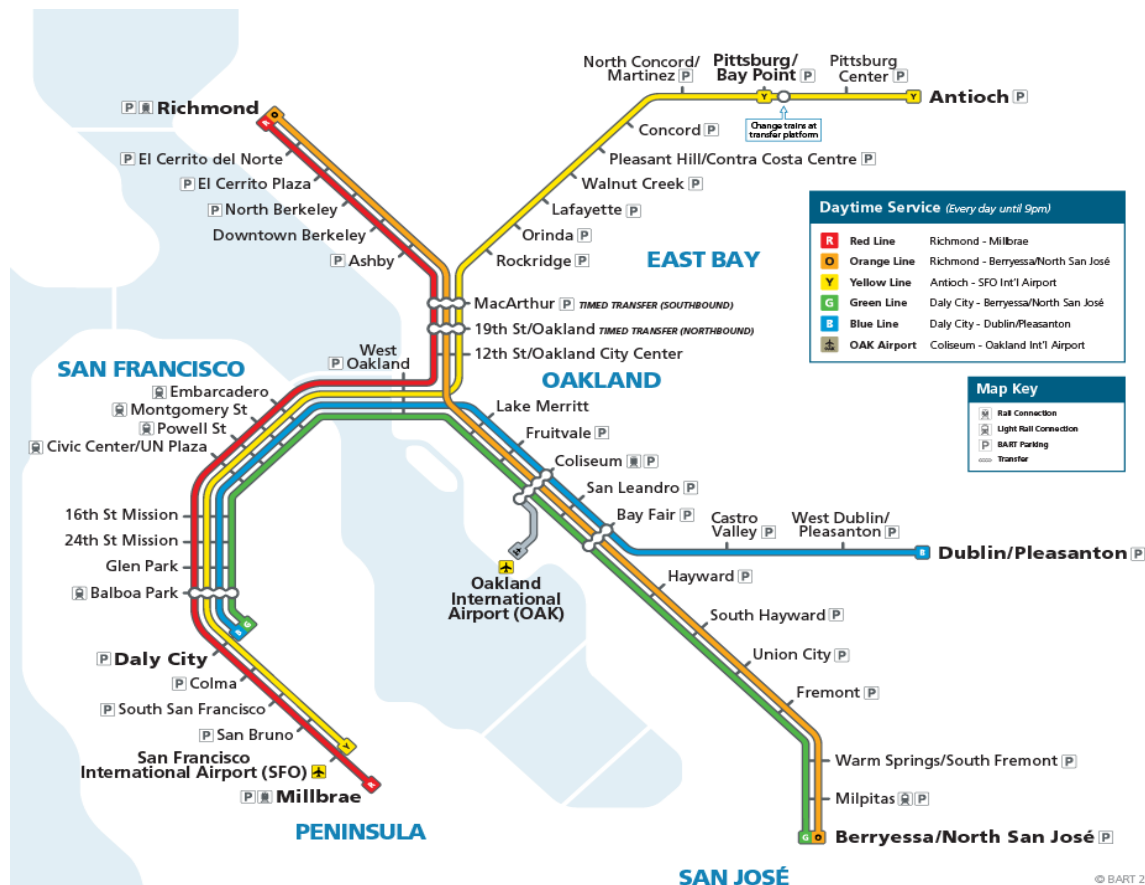 Richmond
El Cerrito del Norte
El Cerrito Plaza
North Berkeley
Downtown Berkeley
Ashby
North Concord/
Martinez P
Pittsburg/
Bay Point P
Pittsburg
Center P
Antioch P
Change trains at
transfer platform
Concord P
Pleasant Hill/Contra Costa Centre P
Walnut Creek P
Lafayette P
Orinda P
Rockridge P
EAST BAY
MacArthur P TIMED TRANSFER (SOUTHBOUND)
19th St/Oakland TIMED TRANSFER (NORTHBOUND)
12th St/Oakland City Center
Daytime Service (Every day until 9pm)
R Red Line Richmond - Millbrae
O Orange Line Richmond - Berryessa/North San José
Y Yellow Line Antioch - SFO Int'l Airport
G Green Line Daly City - Berryessa/North San José
B Blue Line Daly City - Dublin/Pleasanton
OAK Airport Coliseum - Oakland Int'l Airport
Map Key
Rail Connection
Light Rail Connection
P BART Parking
Transfer
SAN FRANCISCO
West
P Oakland
OAKLAND
Embarcadero
Montgomery St
Powell St
Civic Center/UN Plaza
16th St Mission
24th St Mission
Glen Park
Balboa Park
P Daly City
P Colma
P South San Francisco
P San Bruno
San Francisco
International Airport (SFO)
P Millbrae
PENINSULA
Lake Merritt
Fruitvale P
Coliseum P
San Leandro P
Bay Fair P
Castro
Valley P
West Dublin/
Pleasanton P
Dublin/Pleasanton P
Oakland
International
Airport (OAK)
Hayward P
South Hayward P
Union City P
Fremont P
Warm Springs/South Fremont P
Milpitas P
Berryessa/North San José P
SAN JOSÉ
© BART 2